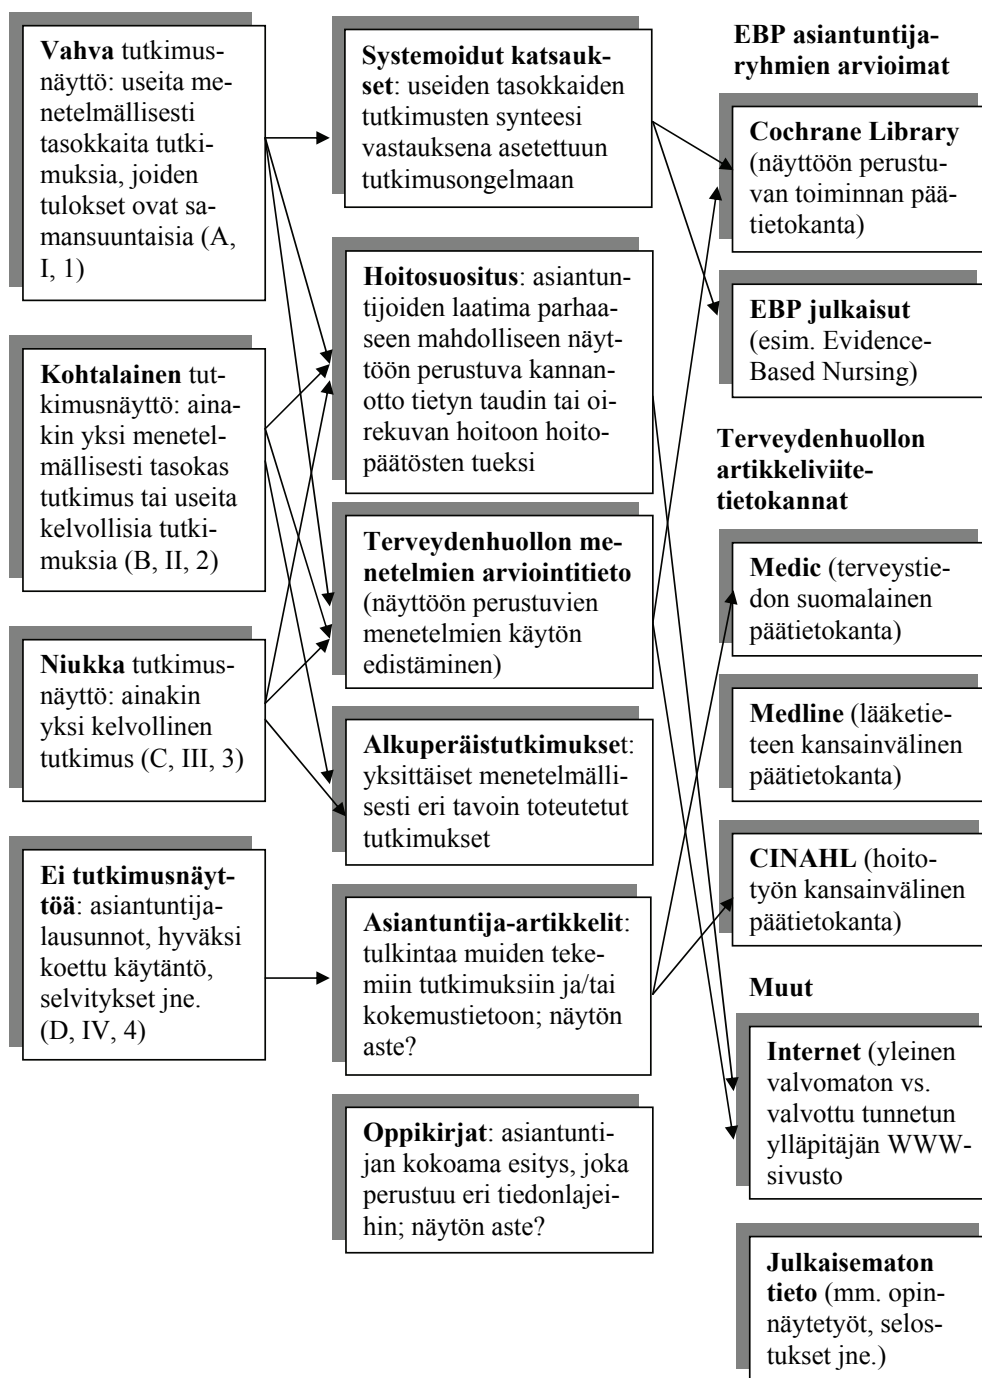 Vahva tutkimus-
näyttö: useita me-
netelmällisesti
tasokkaita tutki-
muksia, joiden
tulokset ovat sa-
mansuuntaisia (A,
I, 1)
Kohtalainen tut-
kimusnäyttö: aina-
kin yksi menetel-
mällisesti tasokas
tutkimus tai useita
kelvollisia tutki-
muksia (B, II, 2)
Niukka tutkimus-
näyttö: ainakin
yksi kelvollinen
tutkimus (C, III, 3)
Ei tutkimusnäyt-
töä: asiantuntija-
lausunnot, hyväksi
koettu käytäntö,
selvitykset jne.
(D, IV, 4)
Systemoidut katsauk-
set: useiden tasokkaiden
tutkimusten synteesi
vastauksena asetettuun
tutkimusongelmaan
Hoitosuositus: asiantun-
tijoiden laatima parhaa-
seen mahdolliseen näyt-
töön perustuva kannan-
otto tietyn taudin tai oi-
rekuvan hoitoon hoito-
päätösten tueksi
Terveydenhuollon me-
netelmien arviointitieto
(näyttöön perustuvien
menetelmien käytön
edistäminen)
Alkuperäistutkimukset:
yksittäiset menetelmälli-
sesti eri tavoin toteutetut
tutkimukset
Asiantuntija-artikkelit:
tulkintaa muiden teke-
miin tutkimuksiin ja/tai
kokemustietoon; näytön
aste?
Oppikirjat: asiantunti-
jan kokoama esitys, joka
perustuu eri tiedonlajei-
hin; näytön aste?
EBP asiantuntija-
ryhmien arvioimat
Cochrane Library
(näyttöön perustu-
van toiminnan pää-
tietokanta)
EBP julkaisut
(esim. Evidence-
Based Nursing)
Terveydenhuollon
artikkeliviite-
tietokannat
Medic (terveystie-
don suomalainen
päätietokanta)
Medline (lääketie-
teen kansainvälinen
päätietokanta)
CINAHL (hoito-
työn kansainvälinen
päätietokanta)
Muut
Internet (yleinen
valvomaton vs.
valvottu tunnetun
ylläpitäjän WWW-
sivusto
Julkaisematon
tieto (mm. opin-
näytetyöt, selos-
tukset jne.)